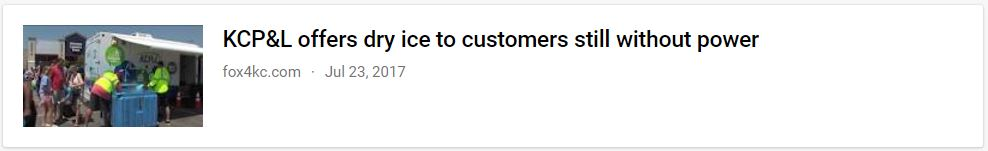 KCP&L offers dry ice to customers still without power
fox4kc.com · Jul 23, 2017